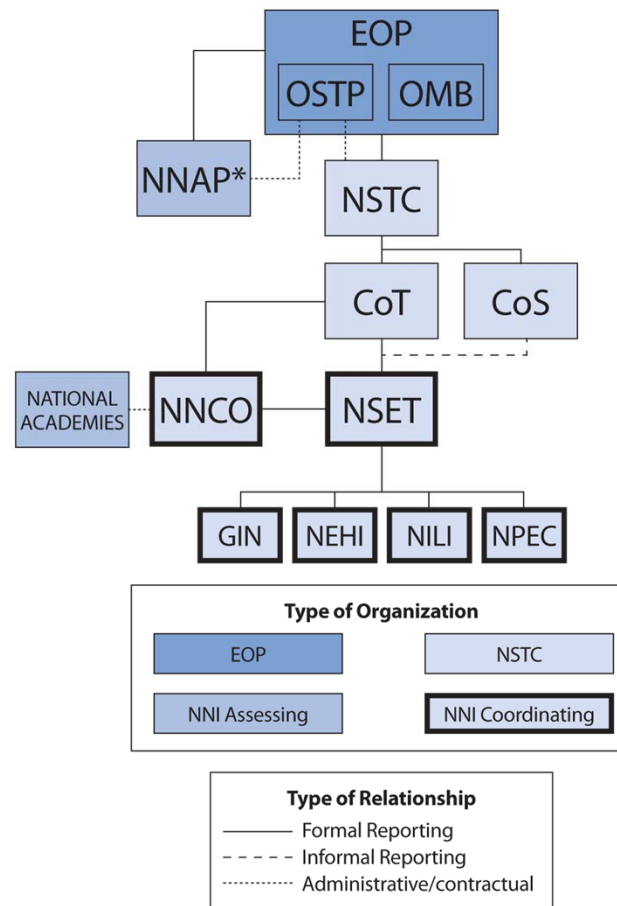 EOP
OSTP
OMB
NNAP*
NSTC
CoT
CoS
NATIONAL
ACADEMIES
NNCO
NSET
GIN
NEHI
NILI
NPEC
Type of Organization
EOP
NSTC
NNI Assessing
NNI Coordinating
Type of Relationship
Formal Reporting
Informal Reporting
Administrative/contractual